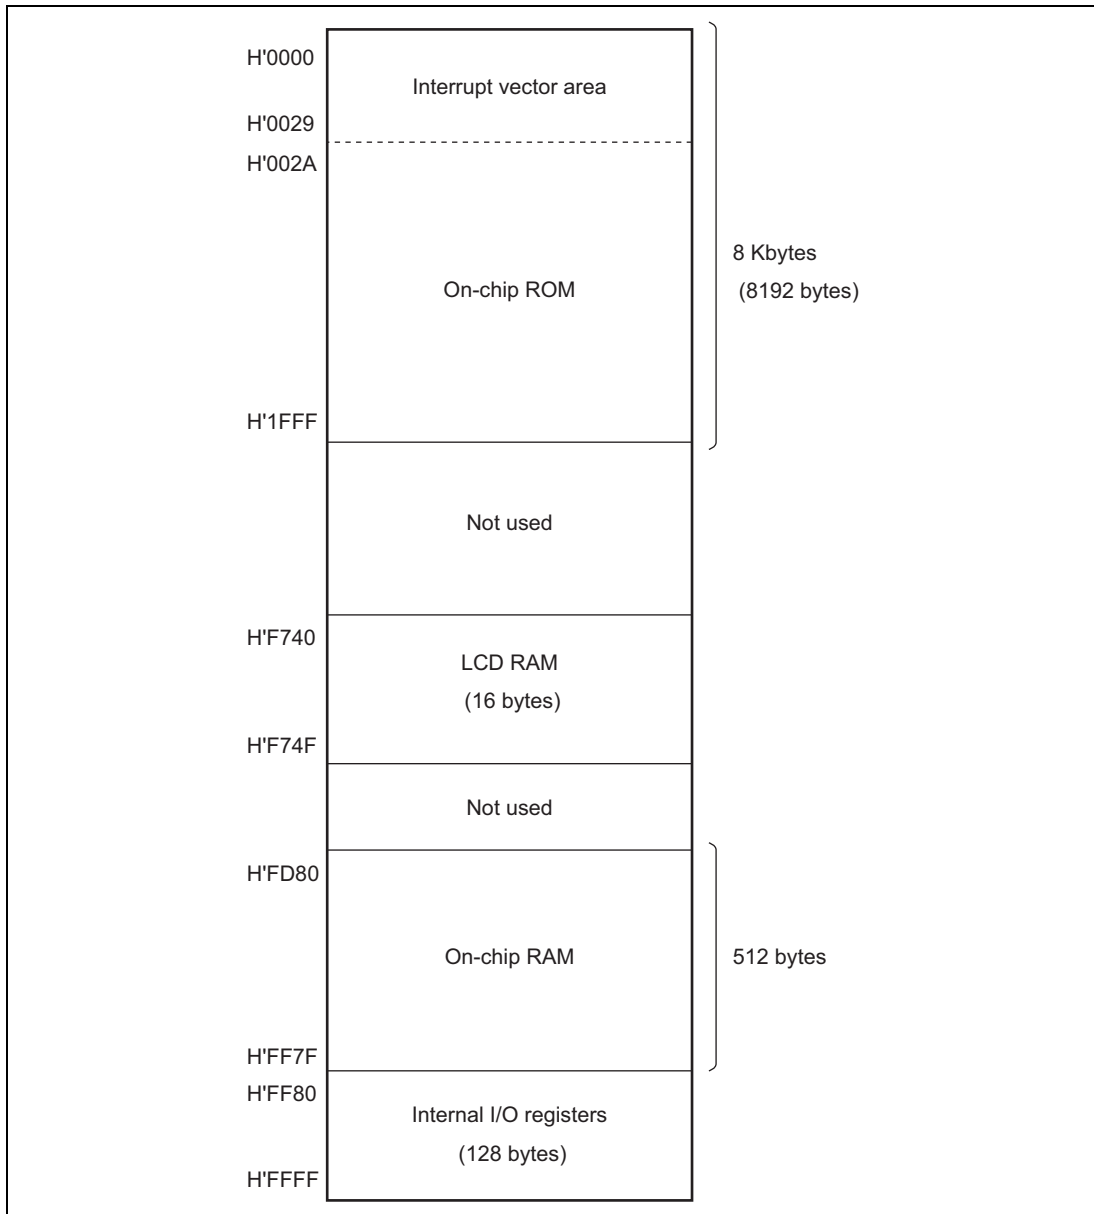 H'0000
Interrupt vector area
H'0029
H'002A
8 Kbytes
On-chip ROM
(8192 bytes)
H'1FFF
Not used
H'F740
LCD RAM
(16 bytes)
H'F74F
Not used
H'FD80
On-chip RAM
512 bytes
H'FF7F
H'FF80
Internal I/O registers
(128 bytes)
H'FFFF